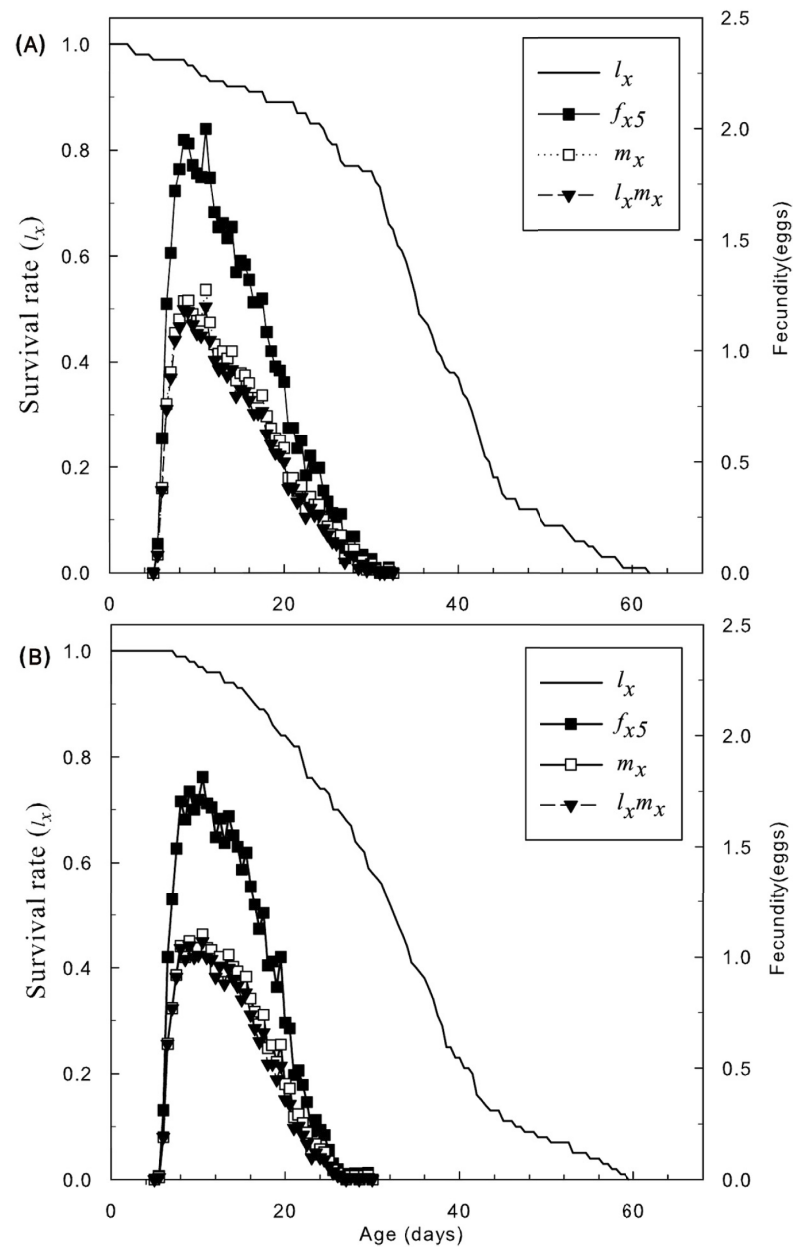 (A)
1.0
0.8
0.6
0.4
0.2
0.0
Survival rate (lx)
2.5
2.0
1.5
1.0
0.5
0.0
Fecundity(eggs)
lx
fx5
mx
lxmx
0
20
40
60
(B)
1.0
0.8
0.6
0.4
0.2
0.0
Survival rate (lx)
2.5
2.0
1.5
1.0
0.5
0.0
Fecundity(eggs)
lx
fx5
mx
lxmx
0
20
40
60
Age (days)